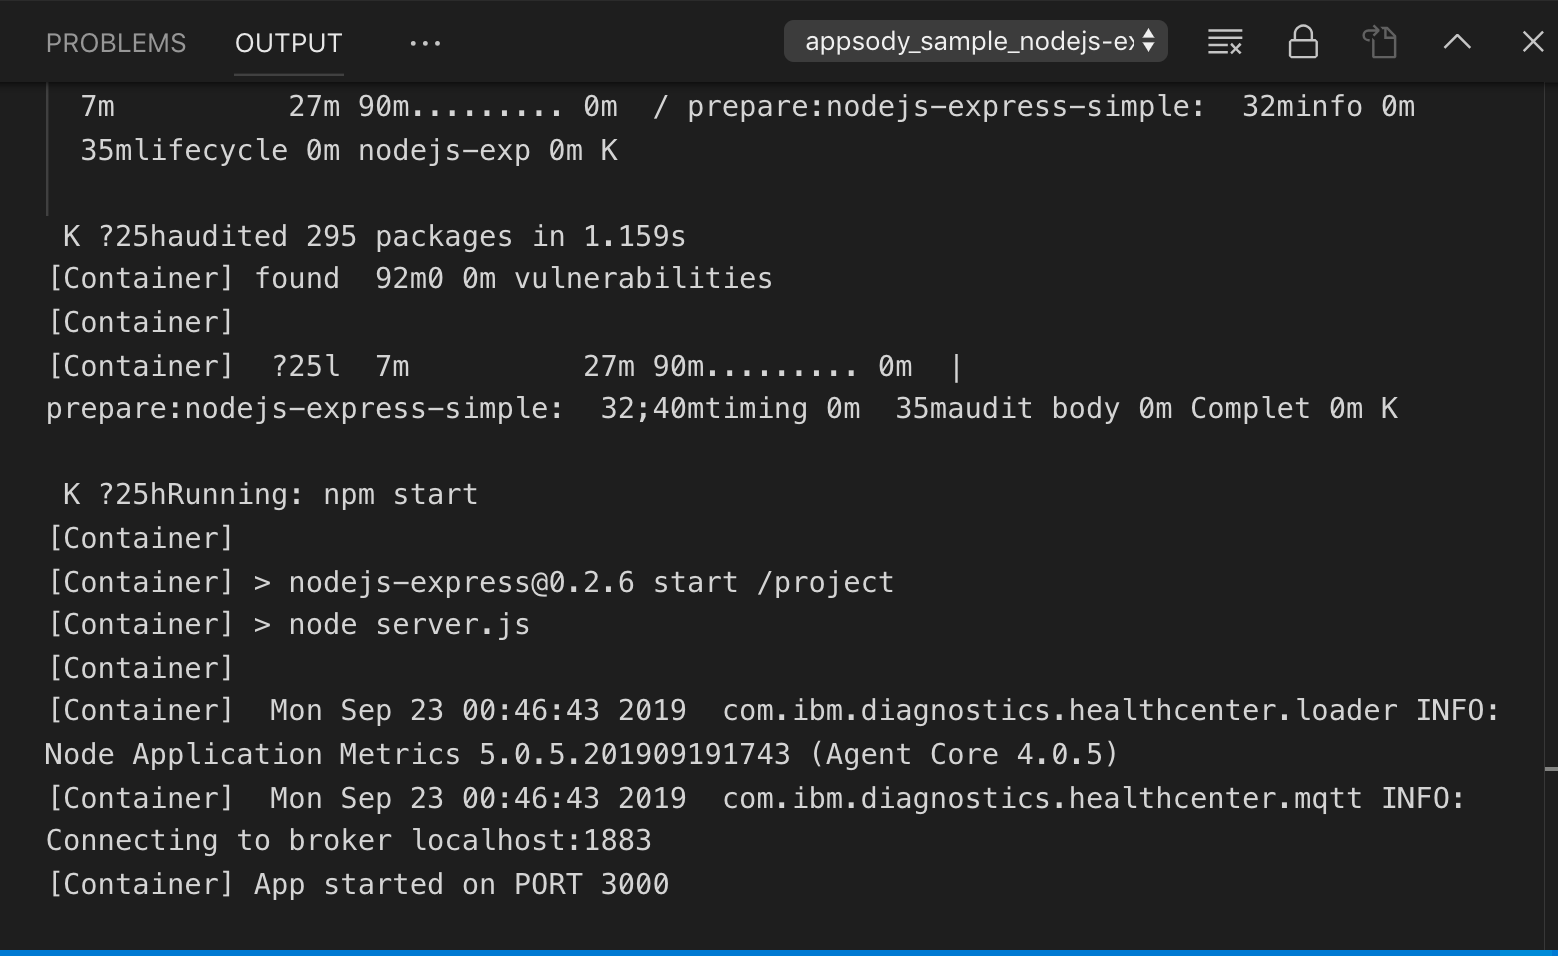 PROBLEMS OUTPUT ... appsody_sample_nodejs-ex
7m          27m 90m......... 0m  / prepare:nodejs-express-simple:  32minfo 0m
35mlifecycle 0m nodejs-exp 0m K
K ?25haudited 295 packages in 1.159s
[Container] found  92m0 0m vulnerabilities
[Container]
[Container]  ?25l  7m          27m 90m......... 0m  |
prepare:nodejs-express-simple:  32;40mtiming 0m  35maudit body 0m Complet 0m K
K ?25hRunning: npm start
[Container]
[Container] > nodejs-express@0.2.6 start /project
[Container] > node server.js
[Container]
[Container]  Mon Sep 23 00:46:43 2019  com.ibm.diagnostics.healthcenter.loader INFO:
Node Application Metrics 5.0.5.201909191743 (Agent Core 4.0.5)
[Container]  Mon Sep 23 00:46:43 2019  com.ibm.diagnostics.healthcenter.mqtt INFO:
Connecting to broker localhost:1883
[Container] App started on PORT 3000